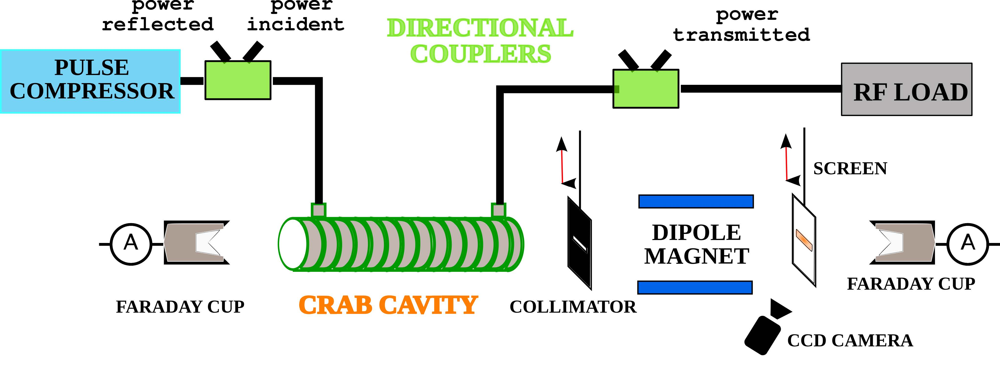 power
reflected
power
incident
DIRECTIONAL
COUPLERS
power
transmitted
PULSE
COMPRESSOR
RF LOAD
SCREEN
DIPOLE
MAGNET
A
A
FARADAY CUP
FARADAY CUP
CRAB CAVITY
COLLIMATOR
CCD CAMERA